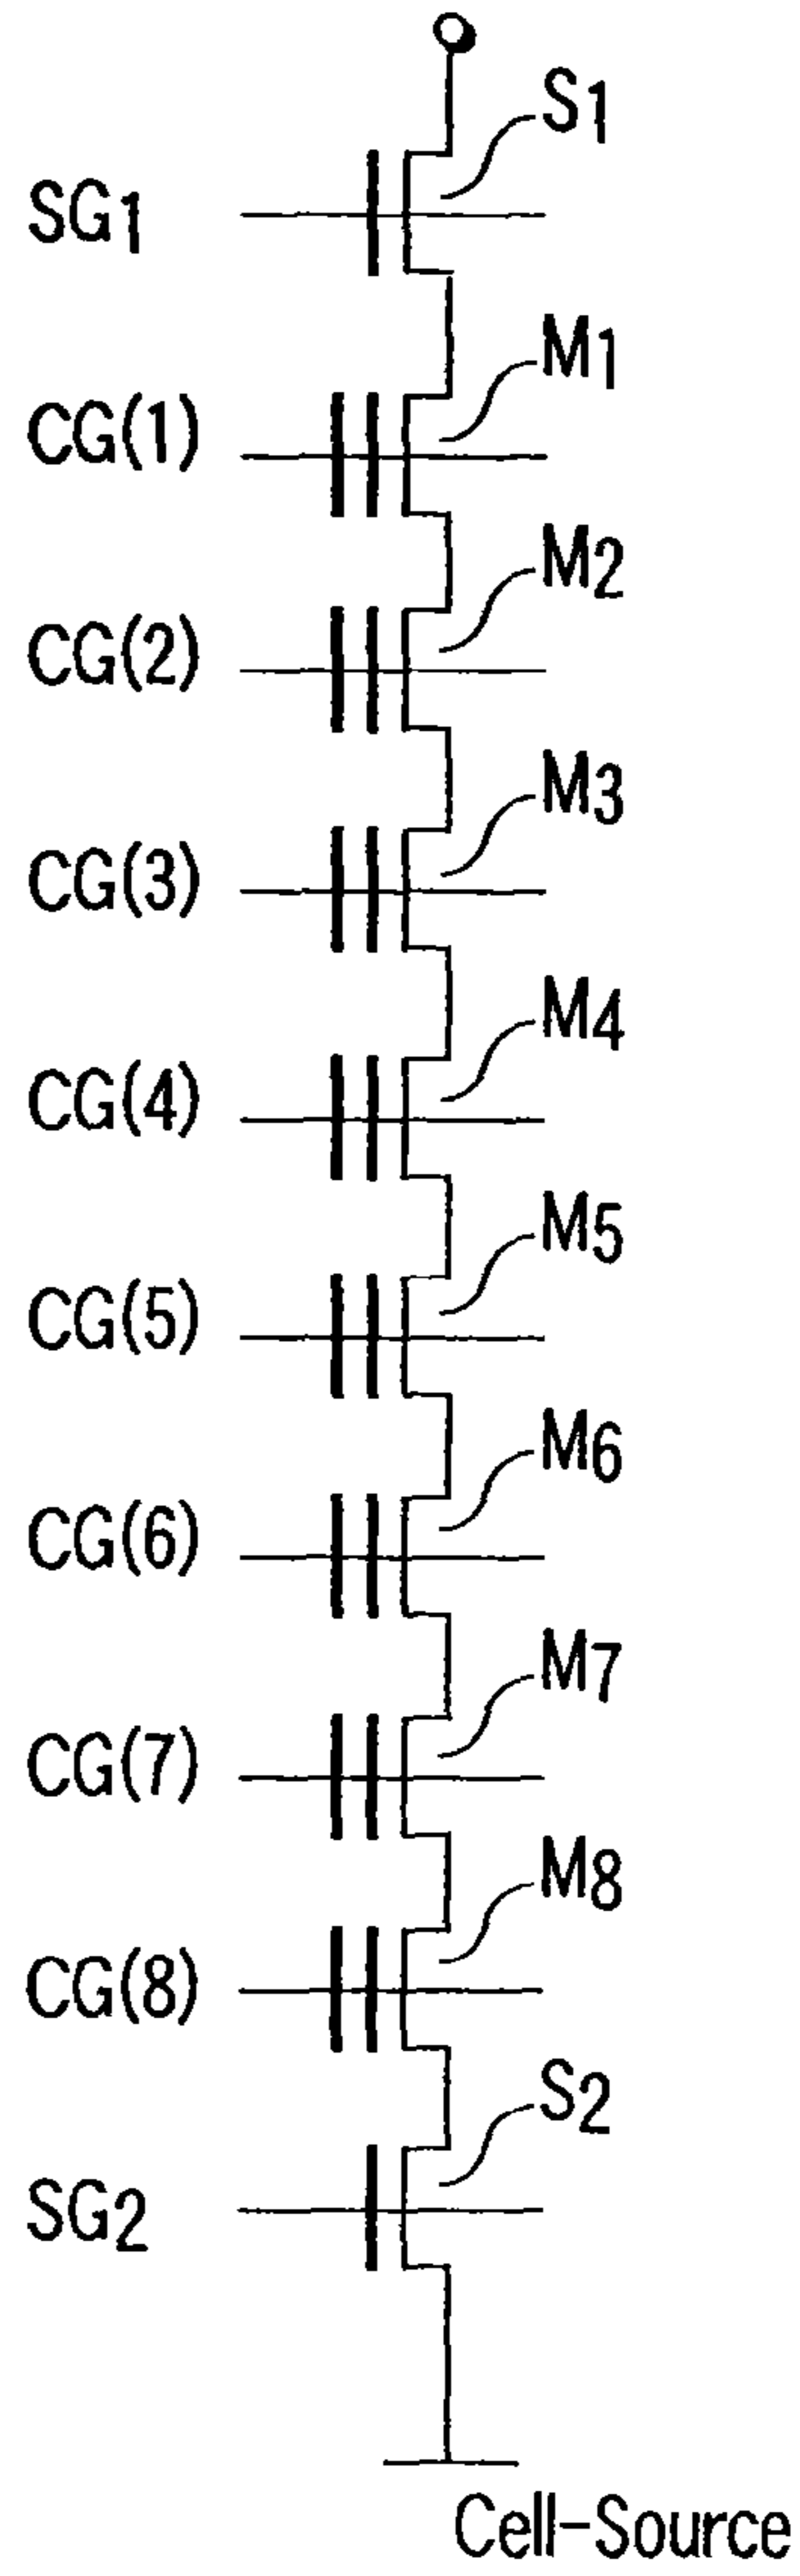 S1
SG1
M1
CG(1)
M2
CG(2)
M3
CG(3)
M4
CG(4)
M5
CG(5)
M6
CG(6)
M7
CG(7)
M8
CG(8)
S2
SG2
Cell-Source